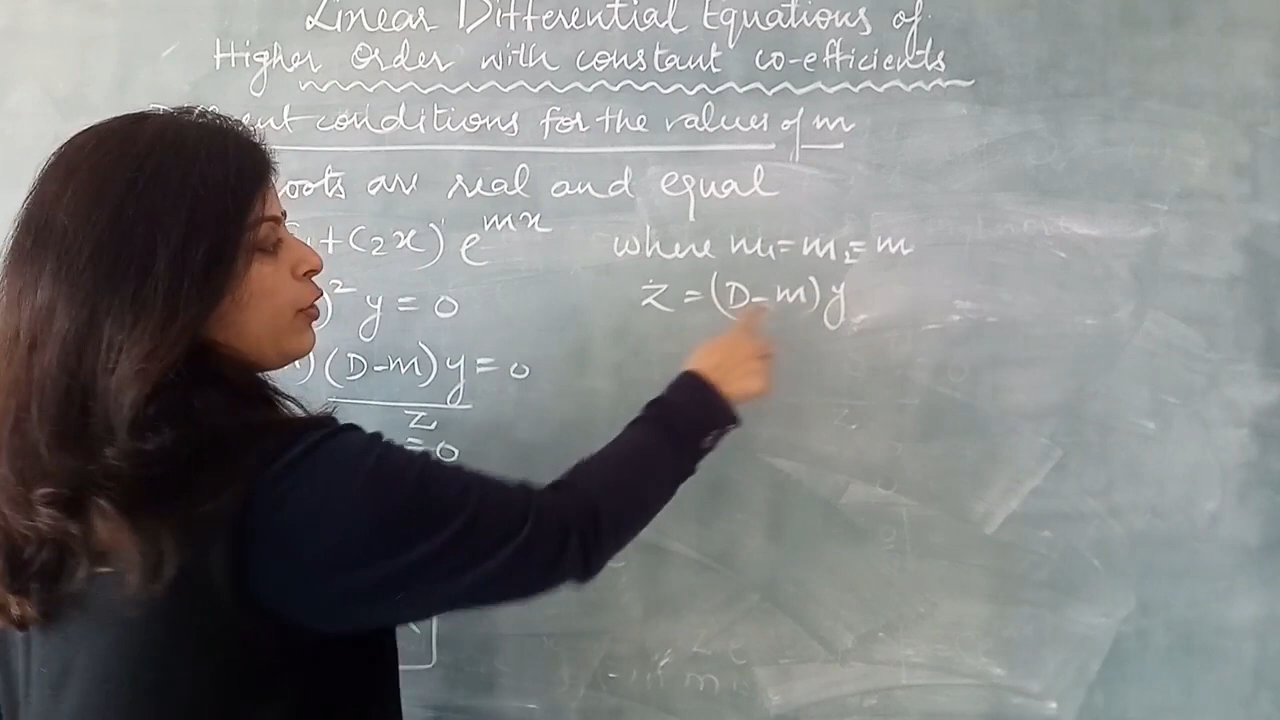 Linear Differential Equations of
Higher Order with constant co-efficients
conditions for the values of m
roots are real and equal
+ C₂x) e^{mx} where m₁ = m₂ = m
)² y = 0 z = (D-m)y
) (D-m)y = 0
z
= 0